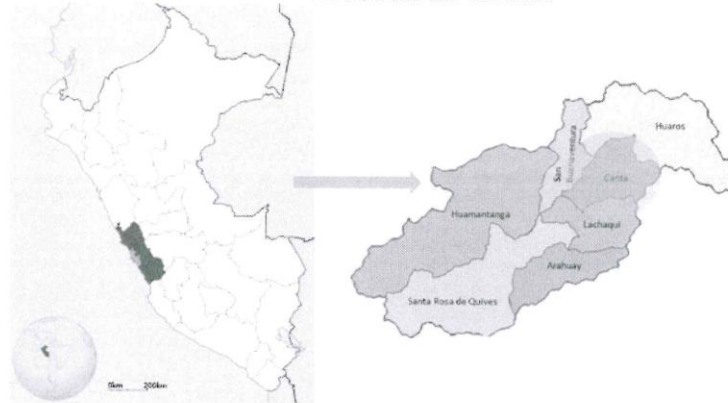 Huaros
San
Buenaventura
Canta
Huamantanga
Lachaqui
Arahuay
Santa Rosa de Quives
0km 200km